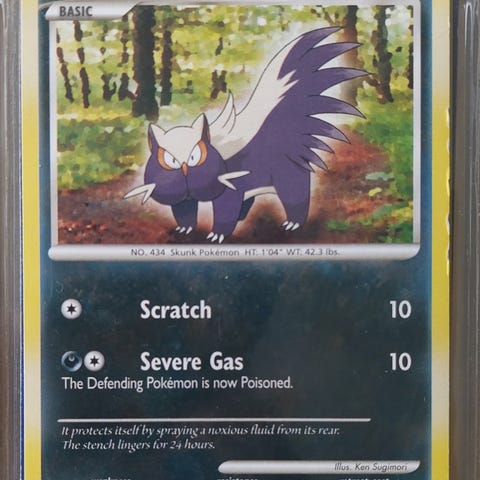 BASIC
NO. 434 Skunk Pokémon HT: 1'04" WT: 42.3 lbs.
Scratch 10
Severe Gas 10
The Defending Pokémon is now Poisoned.
It protects itself by spraying a noxious fluid from its rear.
The stench lingers for 24 hours.
Illus. Ken Sugimori